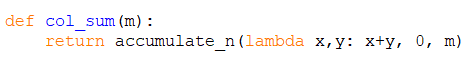 def col_sum(m):
    return accumulate_n(lambda x,y: x+y, 0, m)